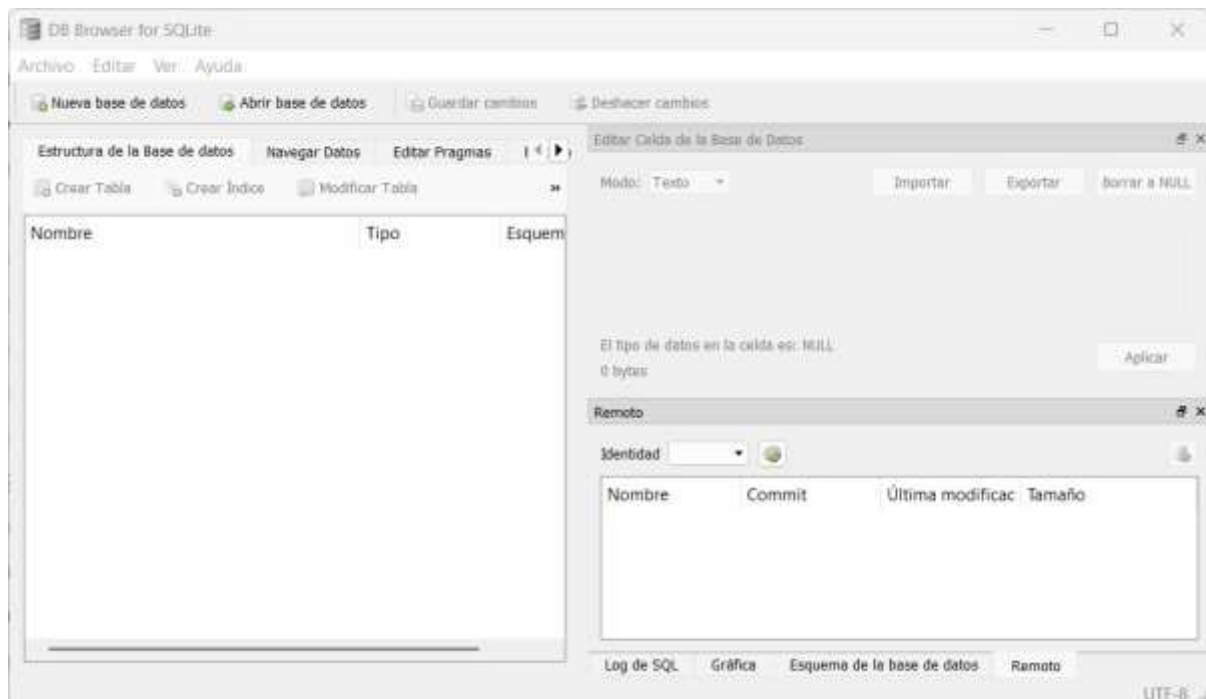 DB Browser for SQLite
Archivo Editar Ver Ayuda
Nueva base de datos Abrir base de datos Guardar cambios Deshacer cambios
Estructura de la Base de datos Navegar Datos Editar Pragmas
Crear Tabla Crear Índice Modificar Tabla
Nombre Tipo Esquem
Editar Celda de la Base de Datos
Modo: Texto Importar Exportar Borrar a NULL
El tipo de datos en la celda es: NULL
0 bytes
Aplicar
Remoto
Identidad
Nombre Commit Última modificac Tamaño
Log de SQL Gráfica Esquema de la base de datos Remoto
UTF-8